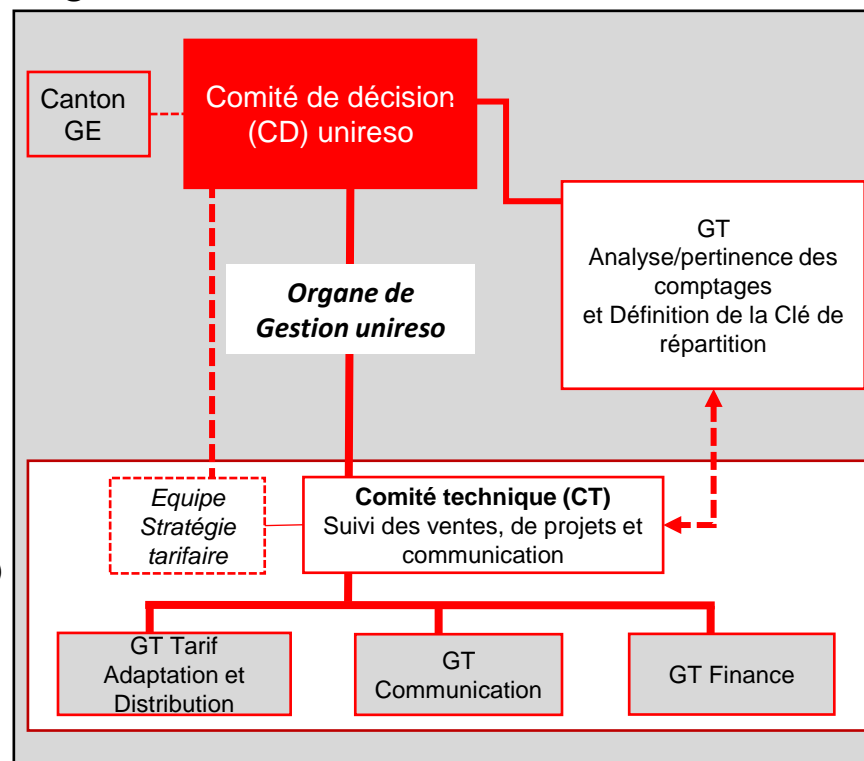 Canton
GE
Comité de décision
(CD) unireso
GT
Analyse/pertinence des
comptages
et Définition de la Clé de
répartition
Organe de
Gestion unireso
Equipe
Stratégie
tarifaire
Comité technique (CT)
Suivi des ventes, de projets et
communication
GT Tarif
Adaptation et
Distribution
GT
Communication
GT Finance